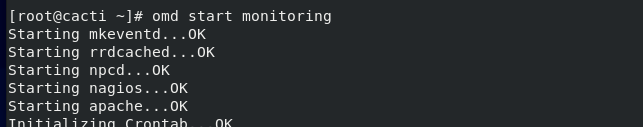 [root@cacti ~]# omd start monitoring
Starting mkeventd...OK
Starting rrdcached...OK
Starting npcd...OK
Starting nagios...OK
Starting apache...OK
Initializing Crontab...OK